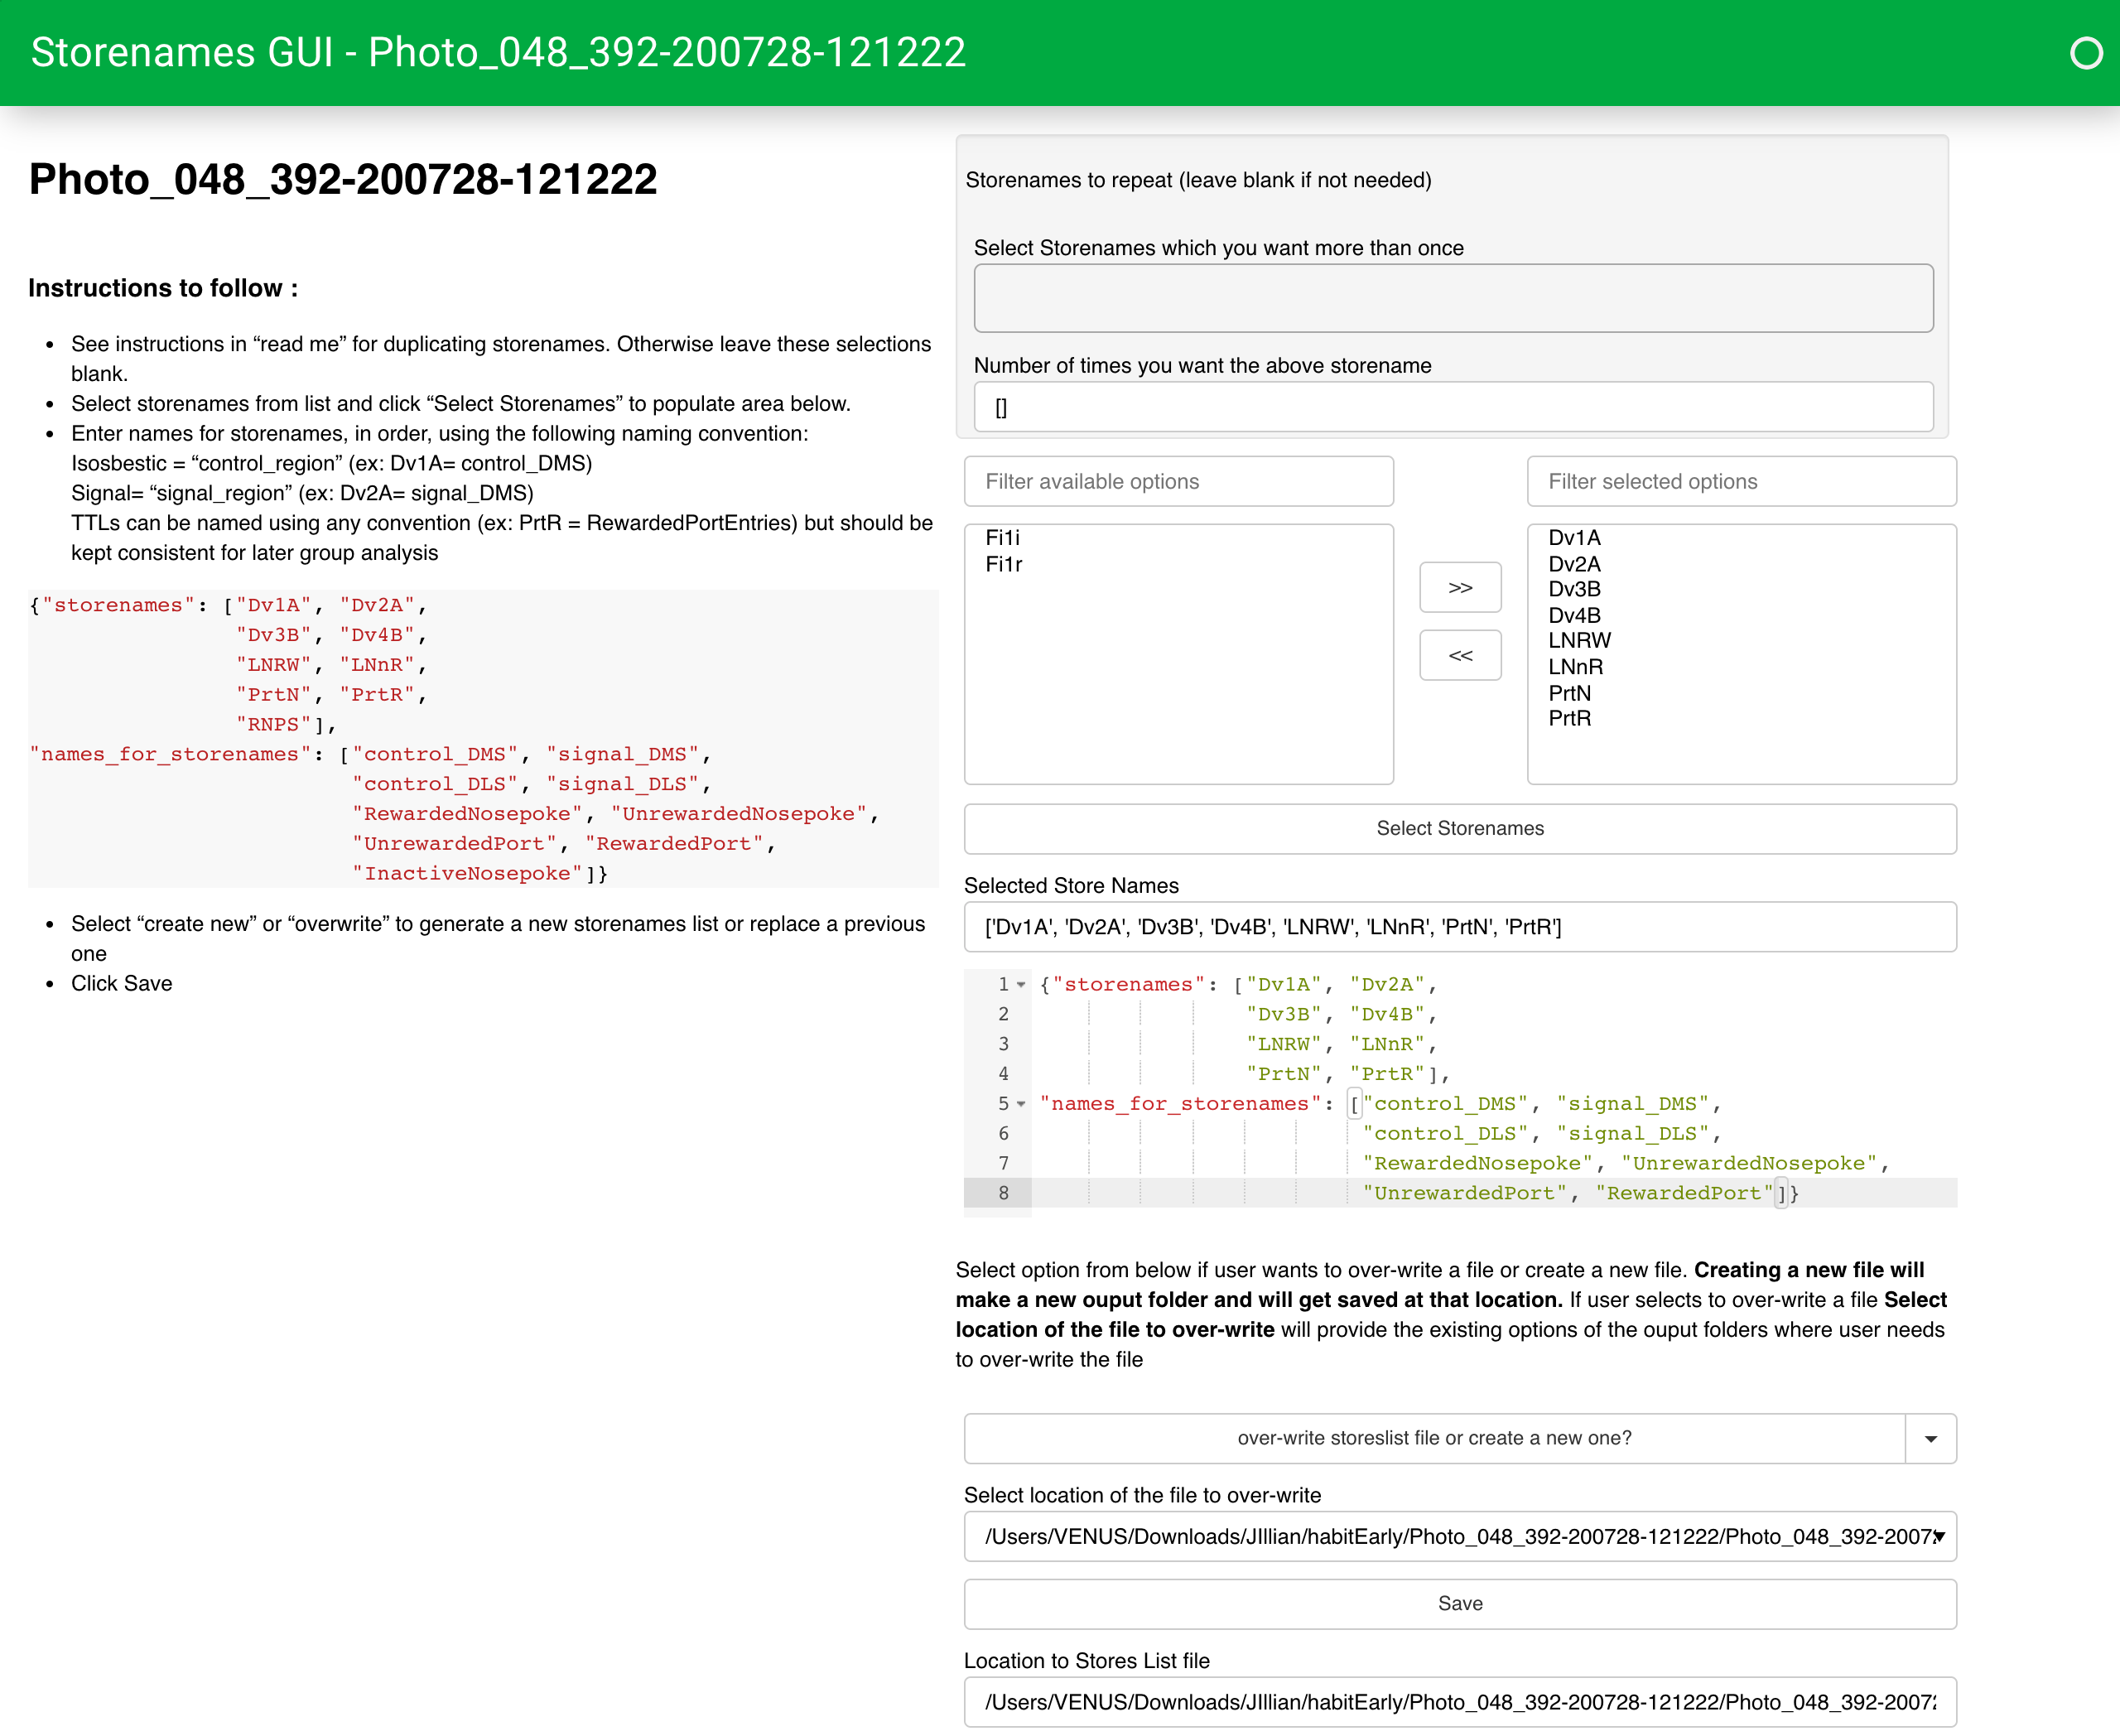 Storenames GUI - Photo_048_392-200728-121222
Photo_048_392-200728-121222
Instructions to follow :
• See instructions in “read me” for duplicating storenames. Otherwise leave these selections
blank.
• Select storenames from list and click “Select Storenames” to populate area below.
• Enter names for storenames, in order, using the following naming convention:
Isosbestic = “control_region” (ex: Dv1A= control_DMS)
Signal= “signal_region” (ex: Dv2A= signal_DMS)
TTLs can be named using any convention (ex: PrtR = RewardedPortEntries) but should be
kept consistent for later group analysis
{"storenames": ["Dv1A", "Dv2A",
"Dv3B", "Dv4B",
"LNRW", "LNnR",
"PrtN", "PrtR",
"RNPS"],
"names_for_storenames": ["control_DMS", "signal_DMS",
"control_DLS", "signal_DLS",
"RewardedNosepoke", "UnrewardedNosepoke",
"UnrewardedPort", "RewardedPort",
"InactiveNosepoke"]}
• Select “create new” or “overwrite” to generate a new storenames list or replace a previous
one
• Click Save
Storenames to repeat (leave blank if not needed)
Select Storenames which you want more than once
Number of times you want the above storename
[]
Filter available options
Fi1i
Fi1r
>>
<<
Filter selected options
Dv1A
Dv2A
Dv3B
Dv4B
LNRW
LNnR
PrtN
PrtR
Select Storenames
Selected Store Names
['Dv1A', 'Dv2A', 'Dv3B', 'Dv4B', 'LNRW', 'LNnR', 'PrtN', 'PrtR']
1 {"storenames": ["Dv1A", "Dv2A",
2 "Dv3B", "Dv4B",
3 "LNRW", "LNnR",
4 "PrtN", "PrtR"],
5 "names_for_storenames": ["control_DMS", "signal_DMS",
6 "control_DLS", "signal_DLS",
7 "RewardedNosepoke", "UnrewardedNosepoke",
8 "UnrewardedPort", "RewardedPort"]}
Select option from below if user wants to over-write a file or create a new file. Creating a new file will
make a new ouput folder and will get saved at that location. If user selects to over-write a file Select
location of the file to over-write will provide the existing options of the ouput folders where user needs
to over-write the file
over-write storeslist file or create a new one?
Select location of the file to over-write
/Users/VENUS/Downloads/JIllian/habitEarly/Photo_048_392-200728-121222/Photo_048_392-2007
Save
Location to Stores List file
/Users/VENUS/Downloads/JIllian/habitEarly/Photo_048_392-200728-121222/Photo_048_392-2007